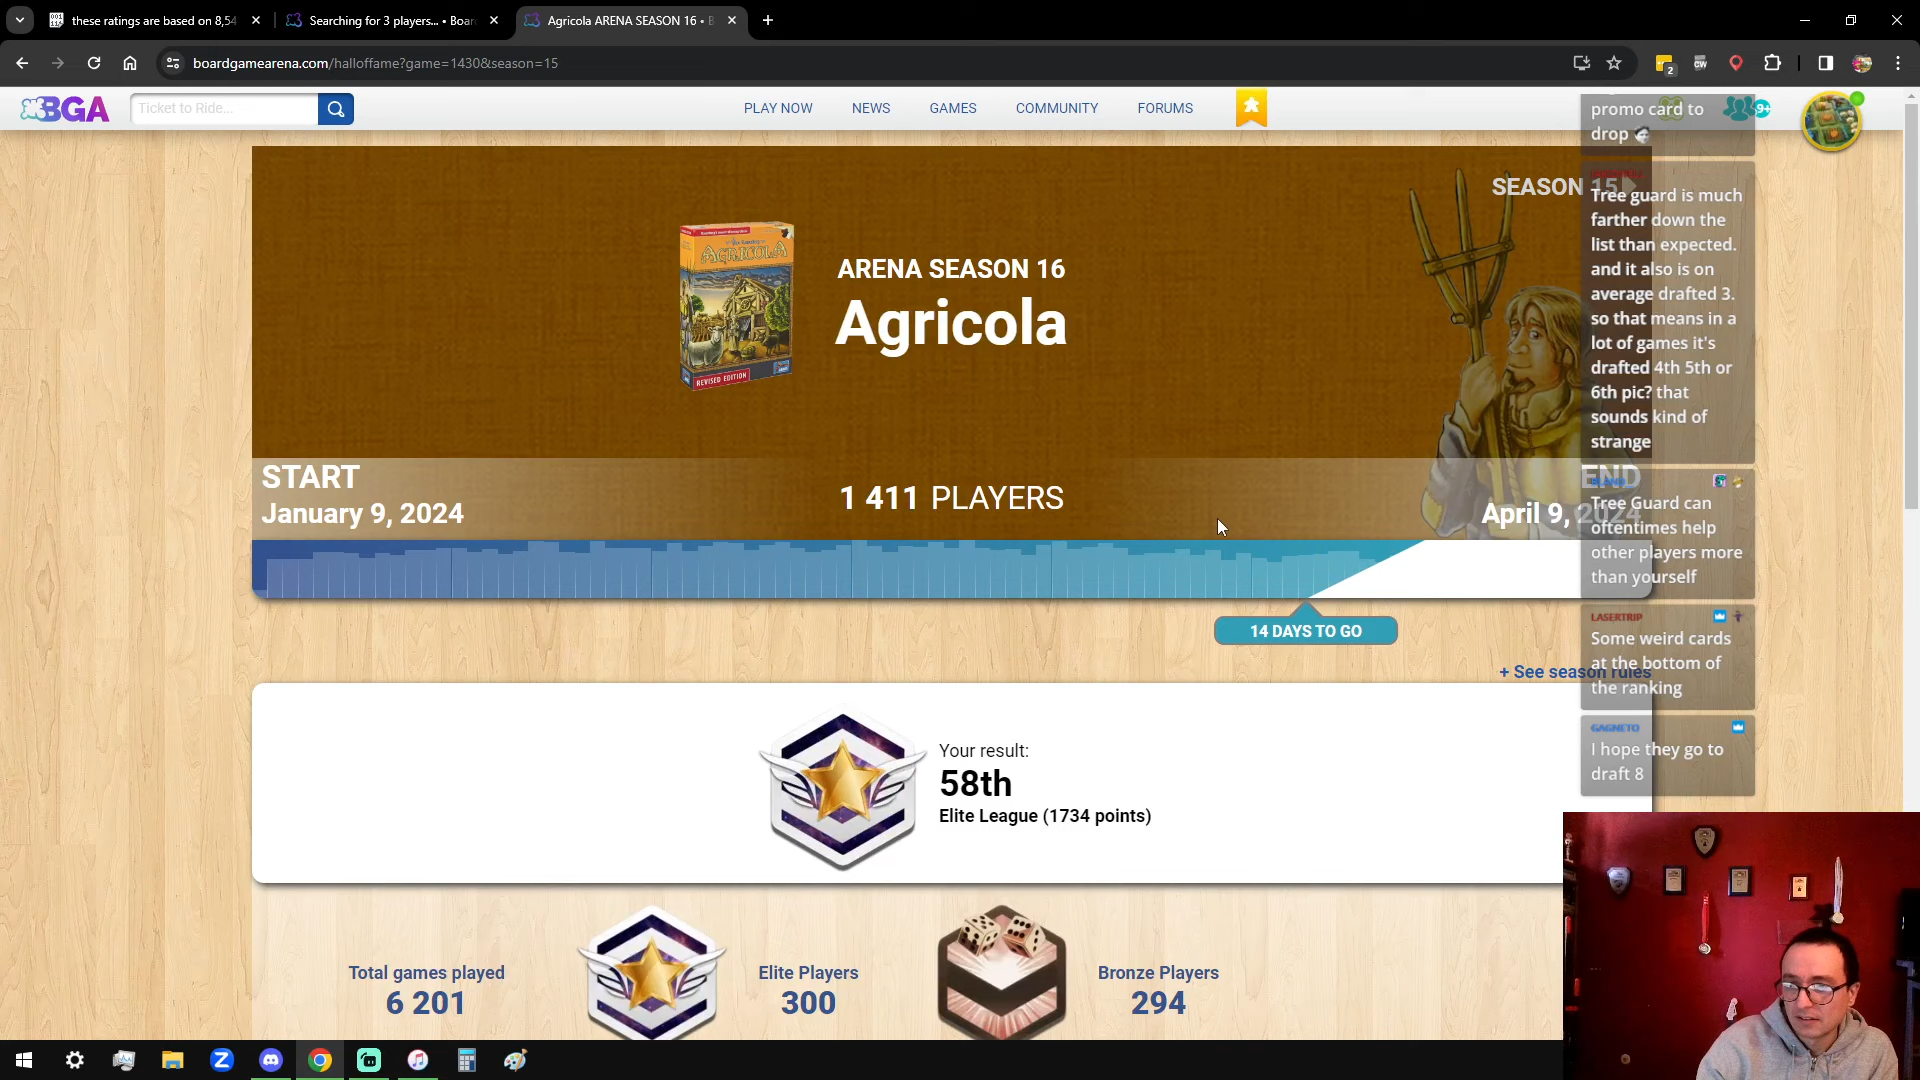 these ratings are based on 8,54
Searching for 3 players... • Boar
Agricola ARENA SEASON 16 • B
boardgamearena.com/halloffame?game=1430&season=15
2
BGA
Ticket to Ride...
PLAY NOW
NEWS
GAMES
COMMUNITY
FORUMS
9+
promo card to
drop
SEASON 15
Tree guard is much
farther down the
list than expected.
and it also is on
average drafted 3.
so that means in a
lot of games it's
drafted 4th 5th or
6th pic? that
sounds kind of
strange
AGRICOLA
REVISED EDITION
ARENA SEASON 16
Agricola
START
January 9, 2024
1 411 PLAYERS
END
April 9, 2024
Tree Guard can
oftentimes help
other players more
than yourself
14 DAYS TO GO
LASERTRIP
Some weird cards
at the bottom of
the ranking
+ See season rules
GAGNETO
I hope they go to
draft 8
Your result:
58th
Elite League (1734 points)
Total games played
6 201
Elite Players
300
Bronze Players
294